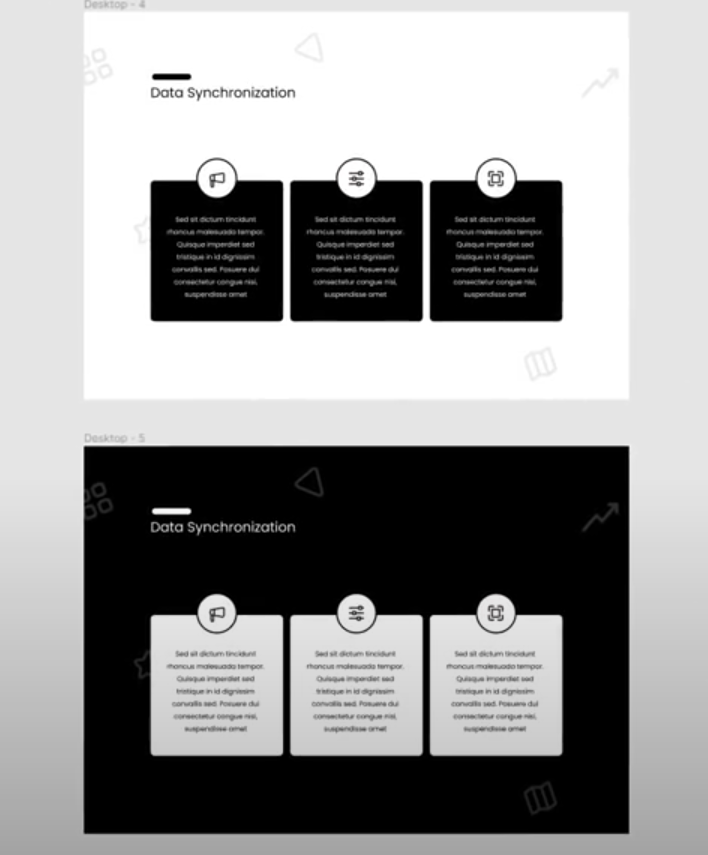 Desktop - 4
Data Synchronization
Sed sit dictum tincidunt
rhoncus malesuada tempor.
Quisque imperdiet sed
tristique in id dignissim
convallis sed. Posuere dui
consectetur congue nisi,
suspendisse amet
Sed sit dictum tincidunt
rhoncus malesuada tempor.
Quisque imperdiet sed
tristique in id dignissim
convallis sed. Posuere dui
consectetur congue nisi,
suspendisse amet
Sed sit dictum tincidunt
rhoncus malesuada tempor.
Quisque imperdiet sed
tristique in id dignissim
convallis sed. Posuere dui
consectetur congue nisi,
suspendisse amet
Desktop - 5
Data Synchronization
Sed sit dictum tincidunt
rhoncus malesuada tempor.
Quisque imperdiet sed
tristique in id dignissim
convallis sed. Posuere dui
consectetur congue nisi,
suspendisse amet
Sed sit dictum tincidunt
rhoncus malesuada tempor.
Quisque imperdiet sed
tristique in id dignissim
convallis sed. Posuere dui
consectetur congue nisi,
suspendisse amet
Sed sit dictum tincidunt
rhoncus malesuada tempor.
Quisque imperdiet sed
tristique in id dignissim
convallis sed. Posuere dui
consectetur congue nisi,
suspendisse amet